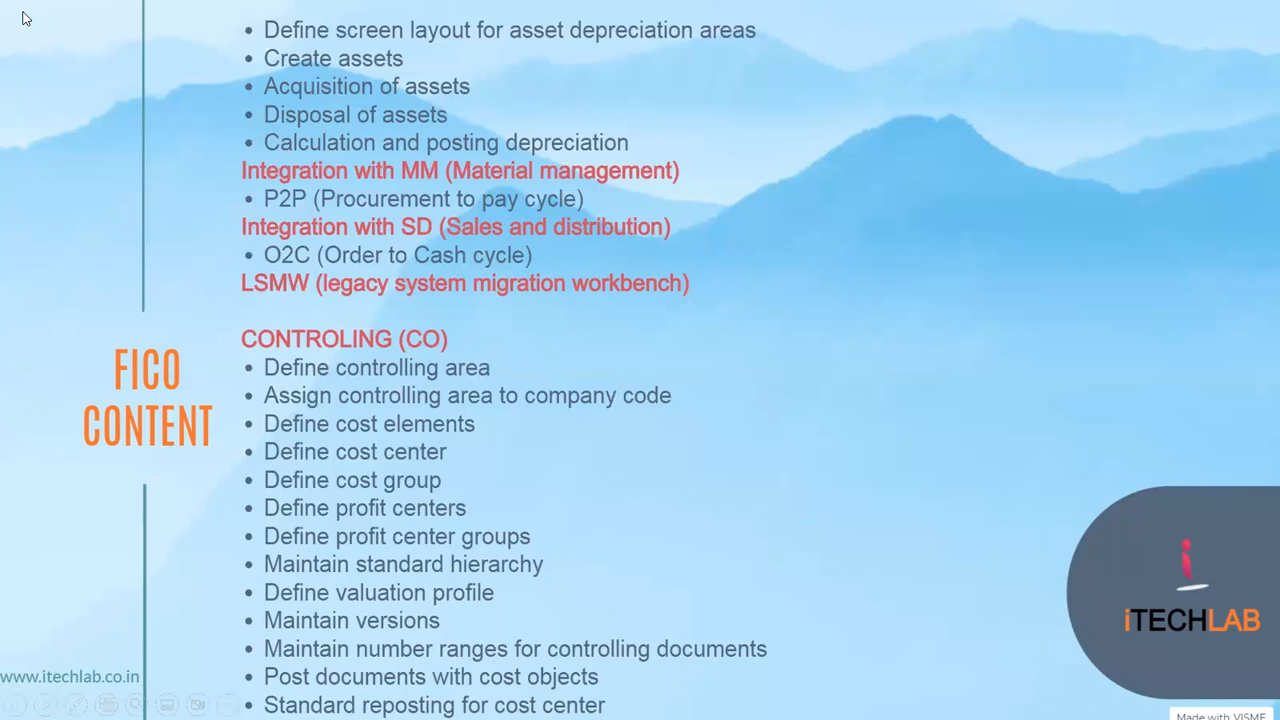 • Define screen layout for asset depreciation areas
• Create assets
• Acquisition of assets
• Disposal of assets
• Calculation and posting depreciation
Integration with MM (Material management)
• P2P (Procurement to pay cycle)
Integration with SD (Sales and distribution)
• O2C (Order to Cash cycle)
LSMW (legacy system migration workbench)
CONTROLING (CO)
• Define controlling area
• Assign controlling area to company code
• Define cost elements
• Define cost center
• Define cost group
• Define profit centers
• Define profit center groups
• Maintain standard hierarchy
• Define valuation profile
• Maintain versions
• Maintain number ranges for controlling documents
• Post documents with cost objects
• Standard reposting for cost center
FICO
CONTENT
www.itechlab.co.in
iTECHLAB
Made with VISME